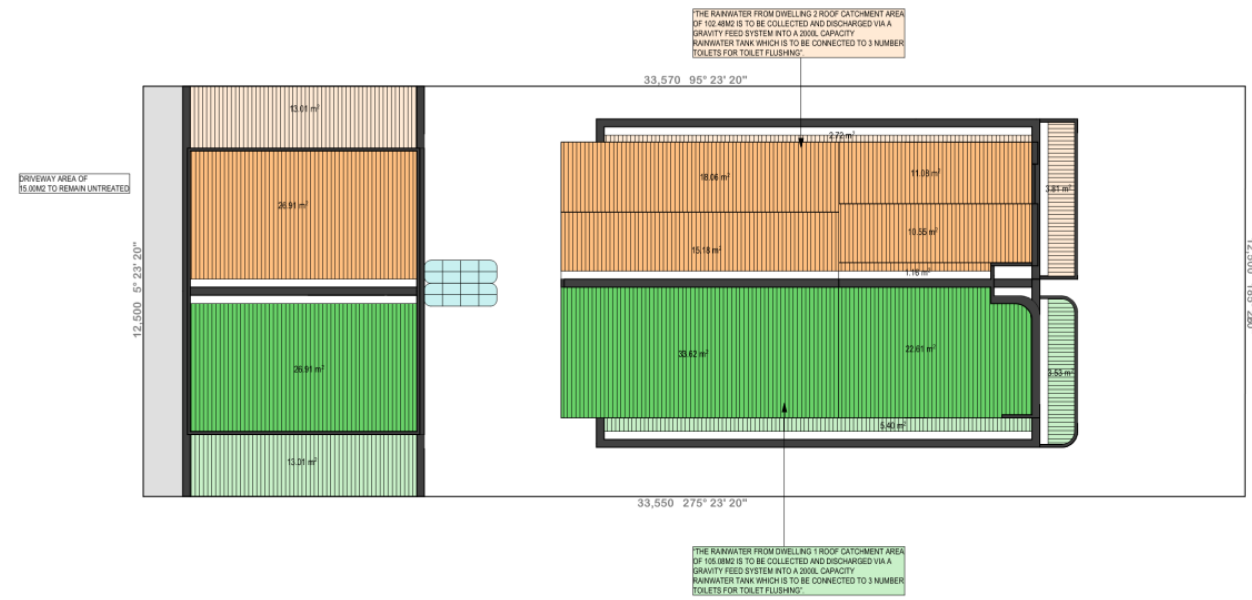 "THE RAINWATER FROM DWELLING 2 ROOF CATCHMENT AREA
OF 102.48M2 IS TO BE COLLECTED AND DISCHARGED VIA A
GRAVITY FEED SYSTEM INTO A 2000L CAPACITY
RAINWATER TANK WHICH IS TO BE CONNECTED TO 3 NUMBER
TOILETS FOR TOILET FLUSHING".
33,570 95° 23' 20"
13.01 m²
2.72 m²
18.06 m²
11.08 m²
3.81 m²
DRIVEWAY AREA OF
15.00M2 TO REMAIN UNTREATED
26.91 m²
10.55 m²
15.18 m²
1.16 m²
12,500 5° 23' 20"
33.62 m²
22.61 m²
26.91 m²
3.53 m²
5.40 m²
13.01 m²
33,550 275° 23' 20"
"THE RAINWATER FROM DWELLING 1 ROOF CATCHMENT AREA
OF 105.08M2 IS TO BE COLLECTED AND DISCHARGED VIA A
GRAVITY FEED SYSTEM INTO A 2000L CAPACITY
RAINWATER TANK WHICH IS TO BE CONNECTED TO 3 NUMBER
TOILETS FOR TOILET FLUSHING".